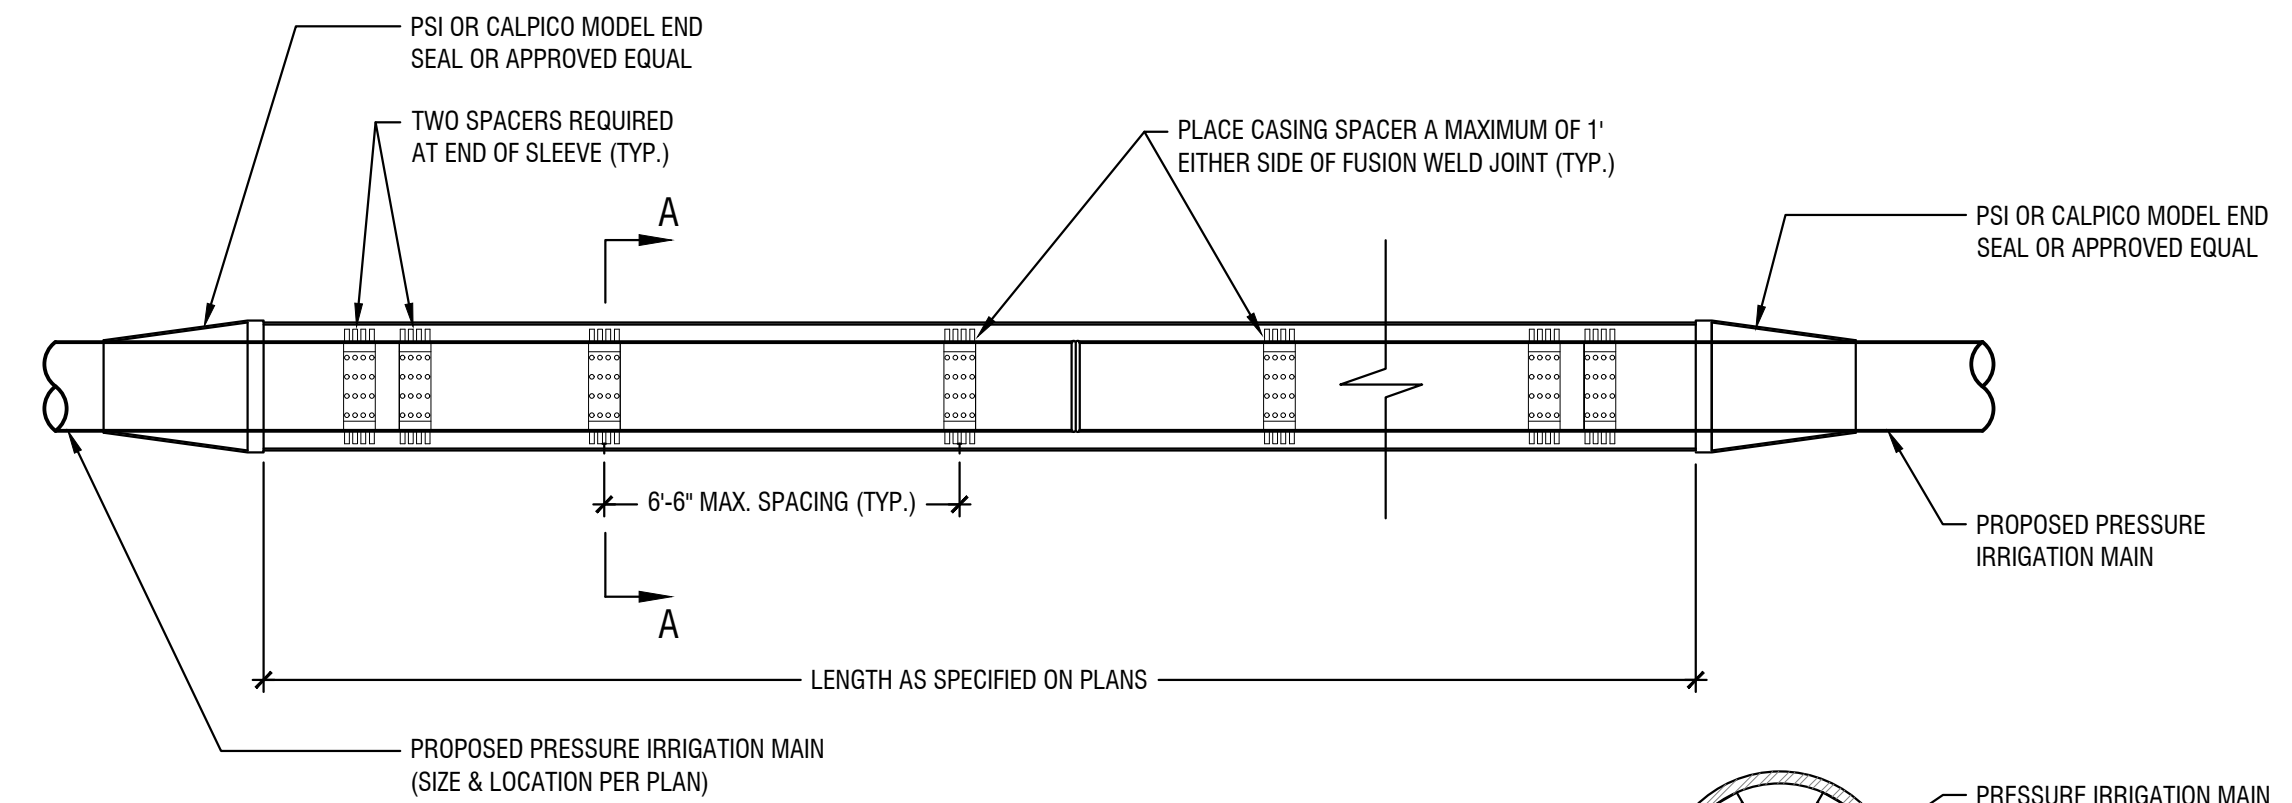 PSI OR CALPICO MODEL END
SEAL OR APPROVED EQUAL
TWO SPACERS REQUIRED
AT END OF SLEEVE (TYP.)
PLACE CASING SPACER A MAXIMUM OF 1'
EITHER SIDE OF FUSION WELD JOINT (TYP.)
A
PSI OR CALPICO MODEL END
SEAL OR APPROVED EQUAL
6'-6" MAX. SPACING (TYP.)
PROPOSED PRESSURE
IRRIGATION MAIN
A
LENGTH AS SPECIFIED ON PLANS
PROPOSED PRESSURE IRRIGATION MAIN
(SIZE & LOCATION PER PLAN)
PRESSURE IRRIGATION MAIN